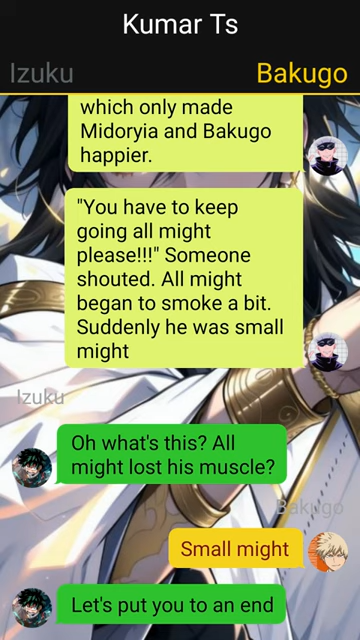 Kumar Ts
Izuku
Bakugo
which only made
Midoryia and Bakugo
happier.
"You have to keep
going all might
please!!!" Someone
shouted. All might
began to smoke a bit.
Suddenly he was small
might
Izuku
Oh what's this? All
might lost his muscle?
Bakugo
Small might
Let's put you to an end